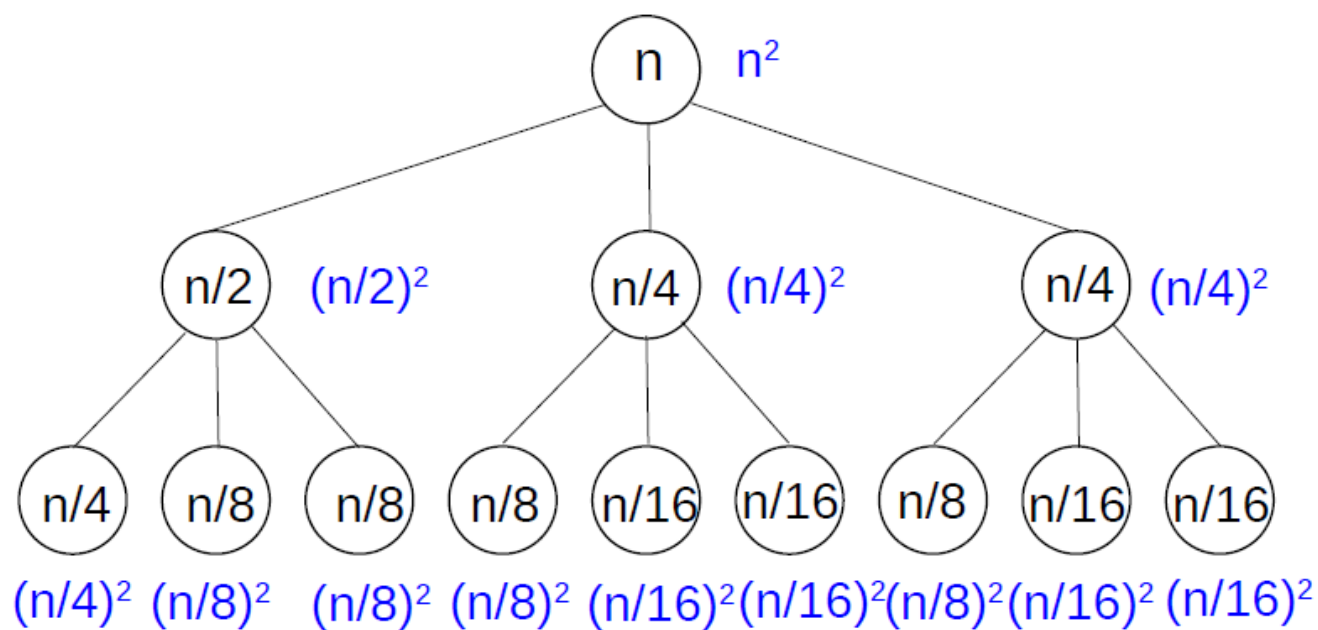 n n²
n/2 (n/2)² n/4 (n/4)² n/4 (n/4)²
n/4 n/8 n/8 n/8 n/16 n/16 n/8 n/16 n/16
(n/4)² (n/8)² (n/8)² (n/8)² (n/16)² (n/16)² (n/8)² (n/16)² (n/16)²